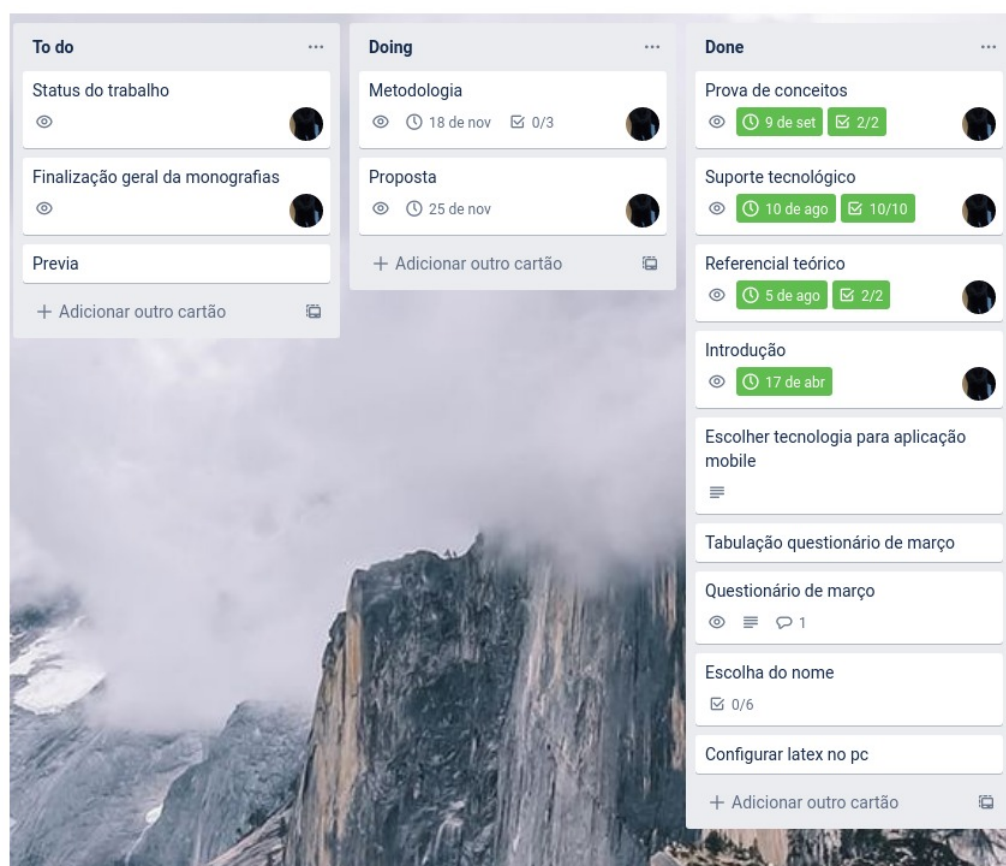 To do
Status do trabalho
Finalização geral da monografias
Previa
Adicionar outro cartão
Doing
Metodologia
18 de nov 0/3
Proposta
25 de nov
Adicionar outro cartão
Done
Prova de conceitos
9 de set 2/2
Suporte tecnológico
10 de ago 10/10
Referencial teórico
5 de ago 2/2
Introdução
17 de abr
Escolher tecnologia para aplicação
mobile
Tabulação questionário de março
Questionário de março
1
Escolha do nome
0/6
Configurar latex no pc
Adicionar outro cartão